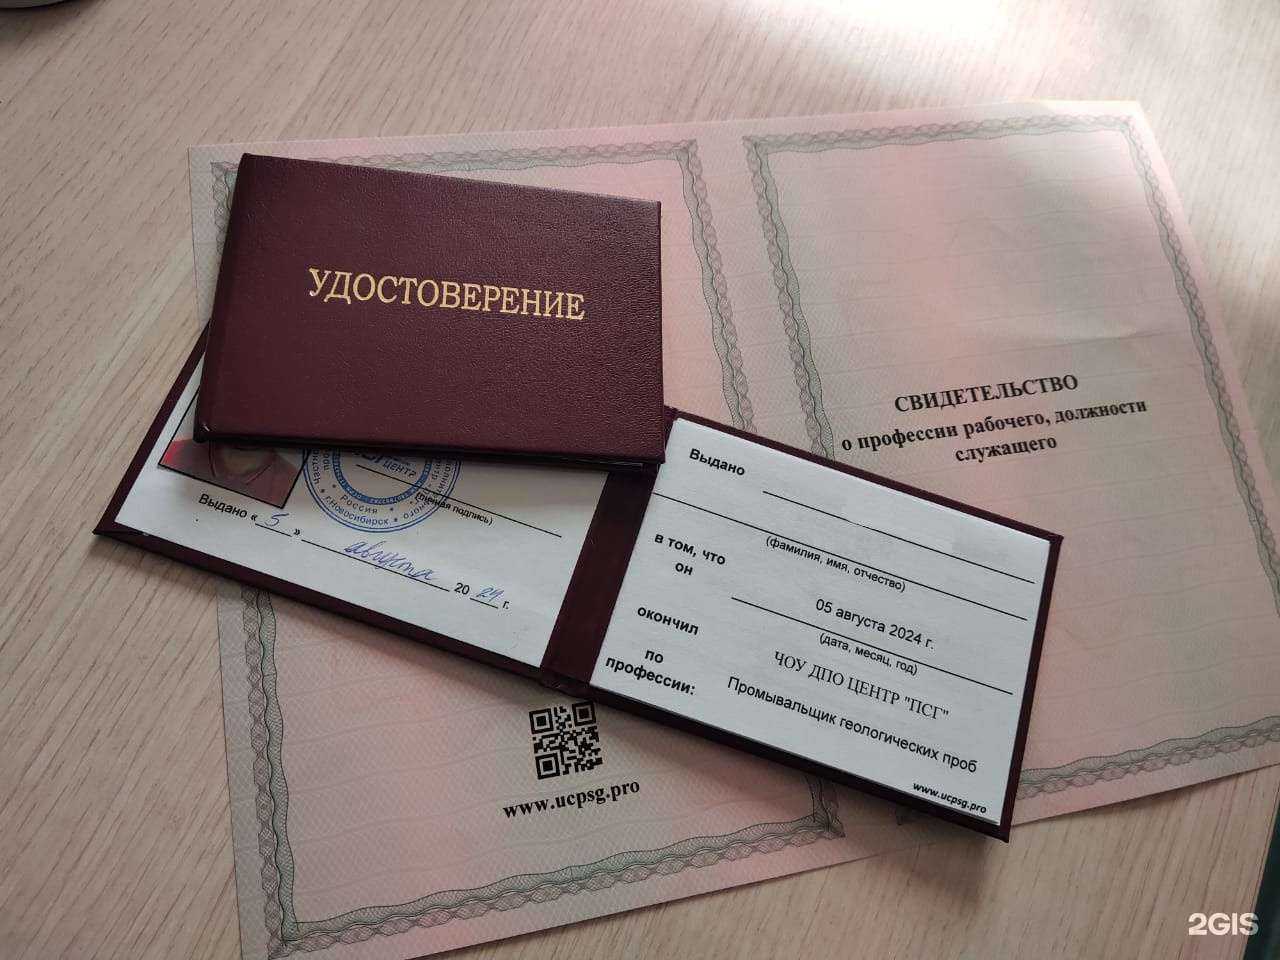 УДОСТОВЕРЕНИЕ
СВИДЕТЕЛЬСТВО
о профессии рабочего, должности
служащего
ЦЕНТР
Россия
г.Новосибирск
(личная подпись)
Выдано « 5 » августа 20 24 г.
Выдано
(фамилия, имя, отчество)
в том, что
он
05 августа 2024 г.
(дата, месяц, год)
окончил
ЧОУ ДПО ЦЕНТР "ПСГ"
по
профессии:
Промывальщик геологических проб
www.ucpsg.pro
www.ucpsg.pro
2GIS